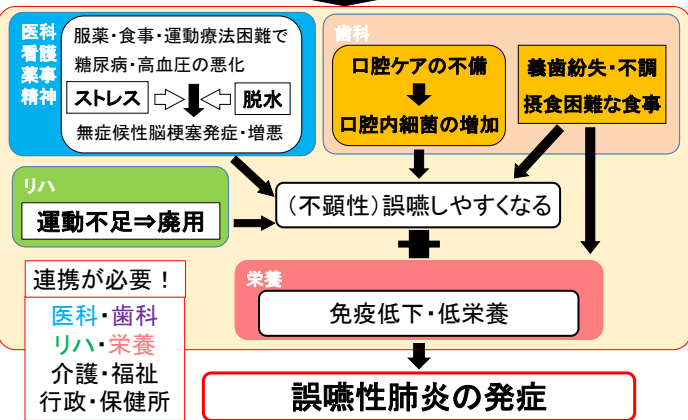 医科
看護
薬事
精神
服薬・食事・運動療法困難で
糖尿病・高血圧の悪化
ストレス
脱水
無症候性脳梗塞発症・増悪
歯科
口腔ケアの不備
口腔内細菌の増加
義歯紛失・不調
摂食困難な食事
リハ
運動不足⇒廃用
（不顕性）誤嚥しやすくなる
栄養
免疫低下・低栄養
連携が必要！
医科・歯科
リハ・栄養
介護・福祉
行政・保健所
誤嚥性肺炎の発症